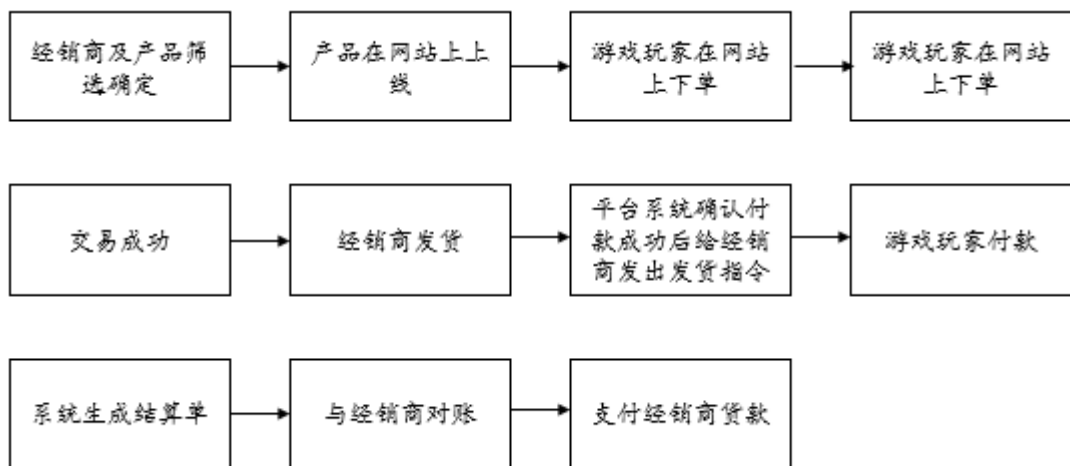 经销商及产品筛
选确定
产品在网站上上
线
游戏玩家在网站
上下单
游戏玩家在网站
上下单
交易成功
经销商发货
平台系统确认付
款成功后给经销
商发出发货指令
游戏玩家付款
系统生成结算单
与经销商对账
支付经销商货款